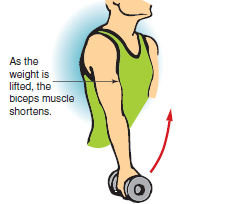 As the
weight is
lifted, the
biceps muscle
shortens.